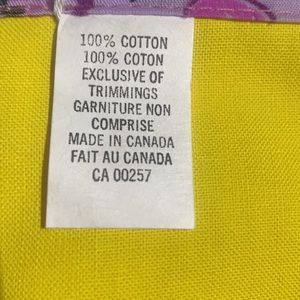 100% COTTON
100% COTON
EXCLUSIVE OF
TRIMMINGS
GARNITURE NON
COMPRISE
MADE IN CANADA
FAIT AU CANADA
CA 00257